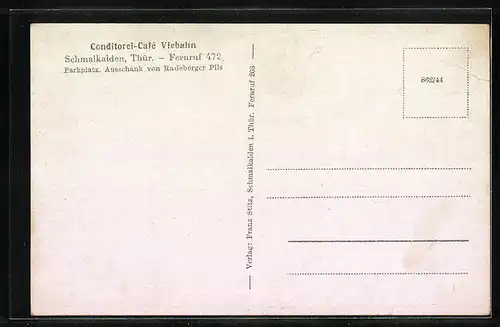 Conditorei-Café Viebahn
Schmalkalden, Thür. – Fernruf 472
Parkplatz. Ausschank von Radeberger Pils
Verlag: Franz Stitz, Schmalkalden i. Thür. Fernruf 263
862/44